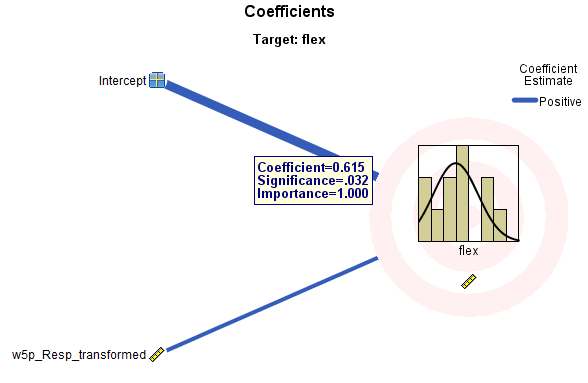 Coefficients
Target: flex
Intercept
Coefficient
Estimate
Positive
Coefficient=0.615
Significance=.032
Importance=1.000
flex
w5p_Resp_transformed